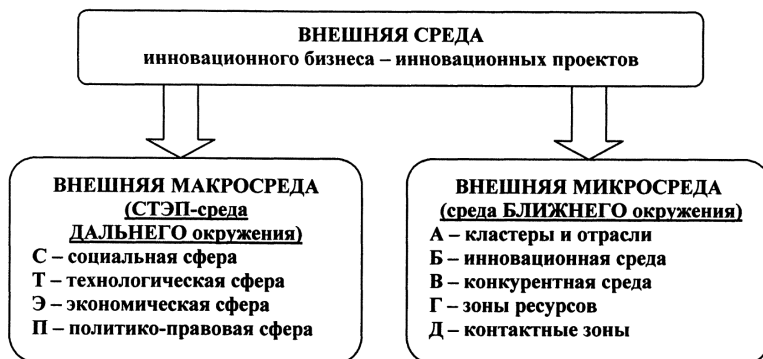 ВНЕШНЯЯ СРЕДА
инновационного бизнеса – инновационных проектов
ВНЕШНЯЯ МАКРОСРЕДА
(СТЭП-среда
ДАЛЬНЕГО окружения)
С – социальная сфера
Т – технологическая сфера
Э – экономическая сфера
П – политико-правовая сфера
ВНЕШНЯЯ МИКРОСРЕДА
(среда БЛИЖНЕГО окружения)
А – кластеры и отрасли
Б – инновационная среда
В – конкурентная среда
Г – зоны ресурсов
Д – контактные зоны